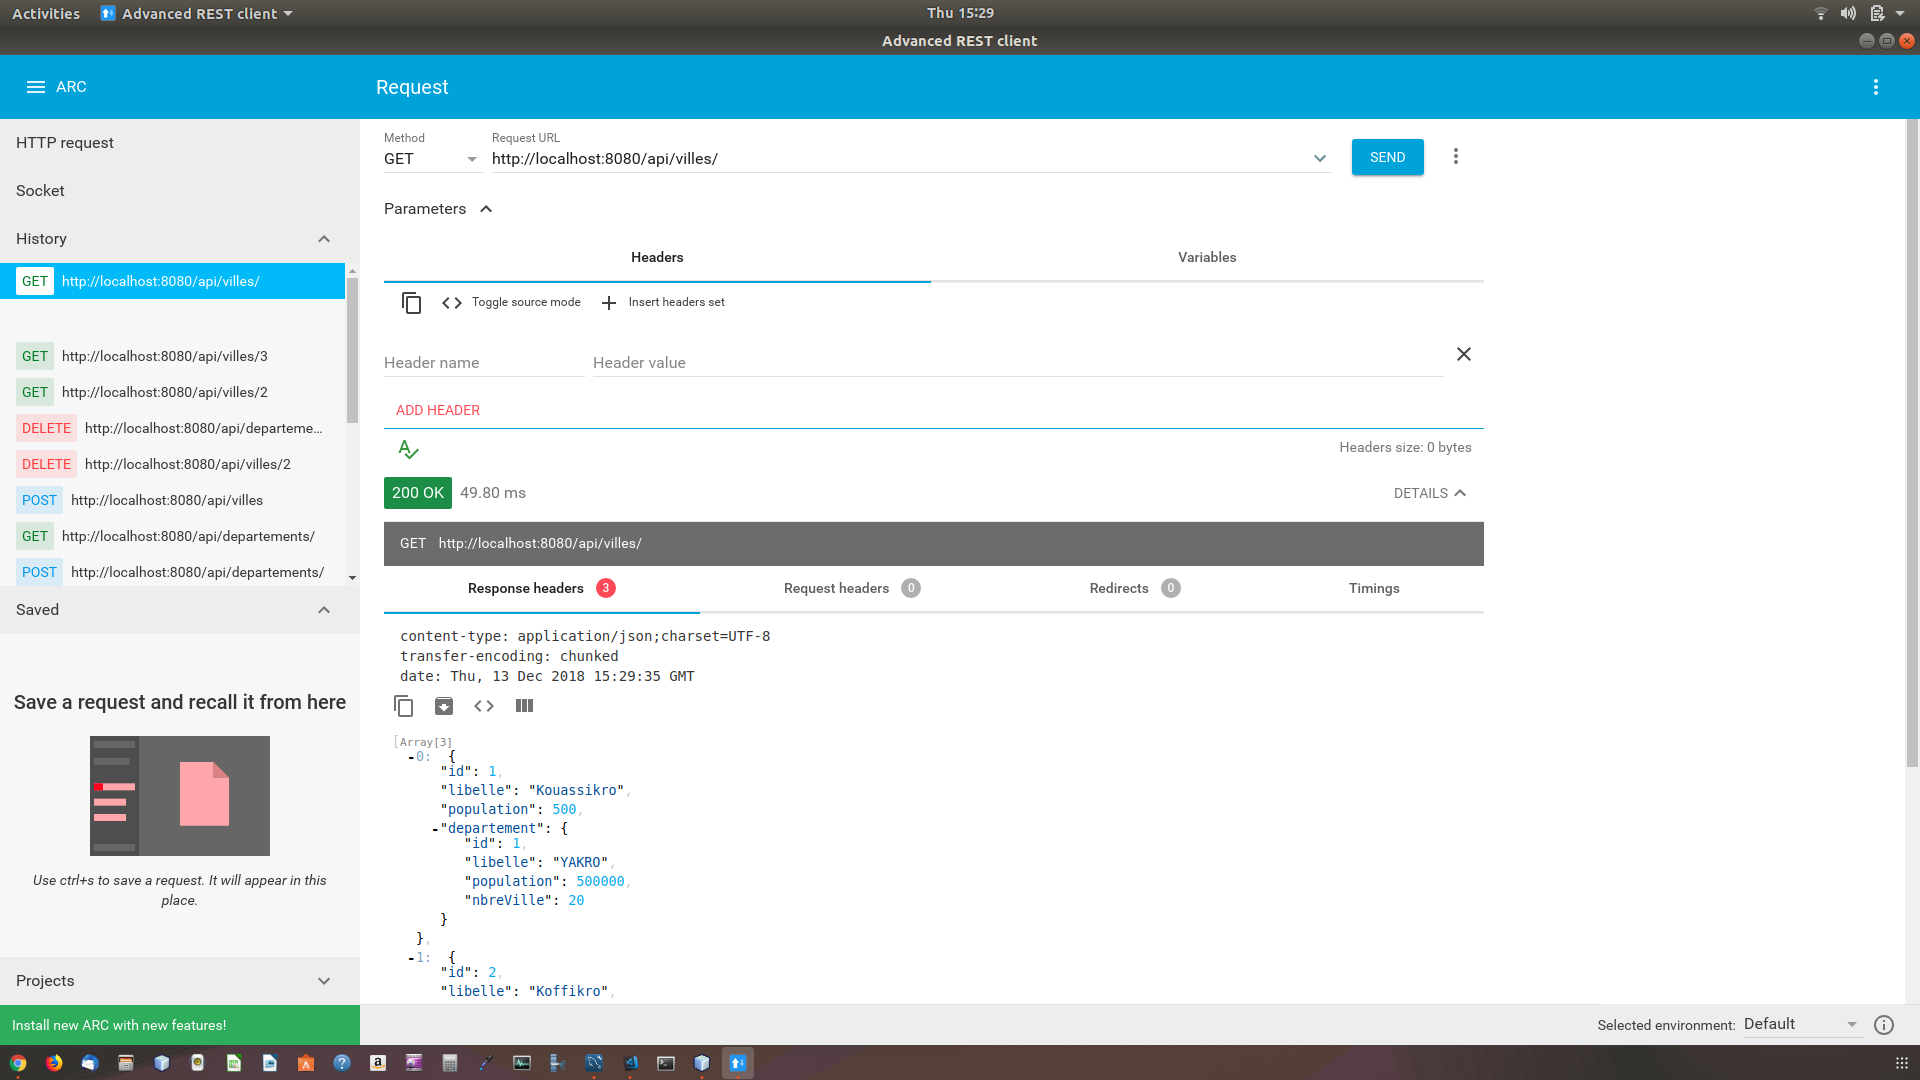 Activities
Advanced REST client
Thu 15:29
Advanced REST client
ARC
Request
HTTP request
Socket
History
GET http://localhost:8080/api/villes/
GET http://localhost:8080/api/villes/3
GET http://localhost:8080/api/villes/2
DELETE http://localhost:8080/api/departeme...
DELETE http://localhost:8080/api/villes/2
POST http://localhost:8080/api/villes
GET http://localhost:8080/api/departements/
POST http://localhost:8080/api/departements/
Saved
Save a request and recall it from here
Use ctrl+s to save a request. It will appear in this
place.
Projects
Install new ARC with new features!
Method
GET
Request URL
http://localhost:8080/api/villes/
SEND
Parameters
Headers
Variables
Toggle source mode
Insert headers set
Header name
Header value
ADD HEADER
Headers size: 0 bytes
200 OK 49.80 ms
DETAILS
GET http://localhost:8080/api/villes/
Response headers 3
Request headers 0
Redirects 0
Timings
content-type: application/json;charset=UTF-8
transfer-encoding: chunked
date: Thu, 13 Dec 2018 15:29:35 GMT
[Array[3]
-0: {
"id": 1,
"libelle": "Kouassikro",
"population": 500,
-"departement": {
"id": 1,
"libelle": "YAKRO",
"population": 500000,
"nbreVille": 20
}
},
-1: {
"id": 2,
"libelle": "Koffikro",
Selected environment: Default